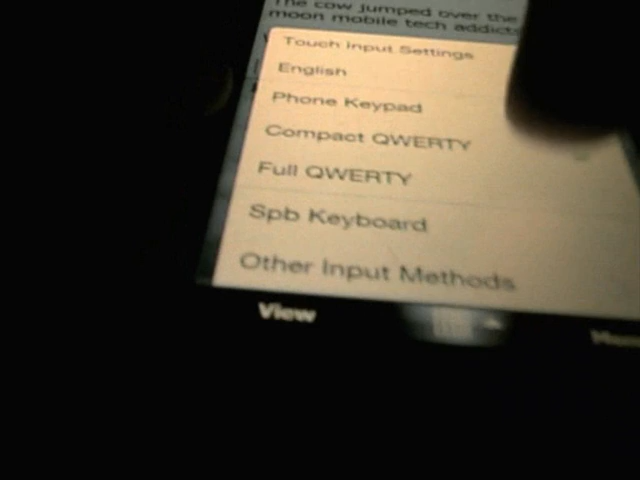 The cow jumped over the
moon mobile tech addicts
Touch Input Settings
English
Phone Keypad
Compact QWERTY
Full QWERTY
Spb Keyboard
Other Input Methods
View